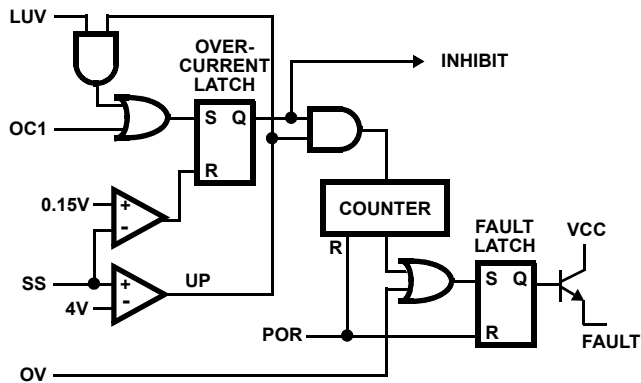 LUV
OVER-
CURRENT
LATCH
INHIBIT
OC1
S Q
R
0.15V
+
-
COUNTER
R
FAULT
LATCH
VCC
SS
+
-
4V
UP
S Q
R
POR
FAULT
OV